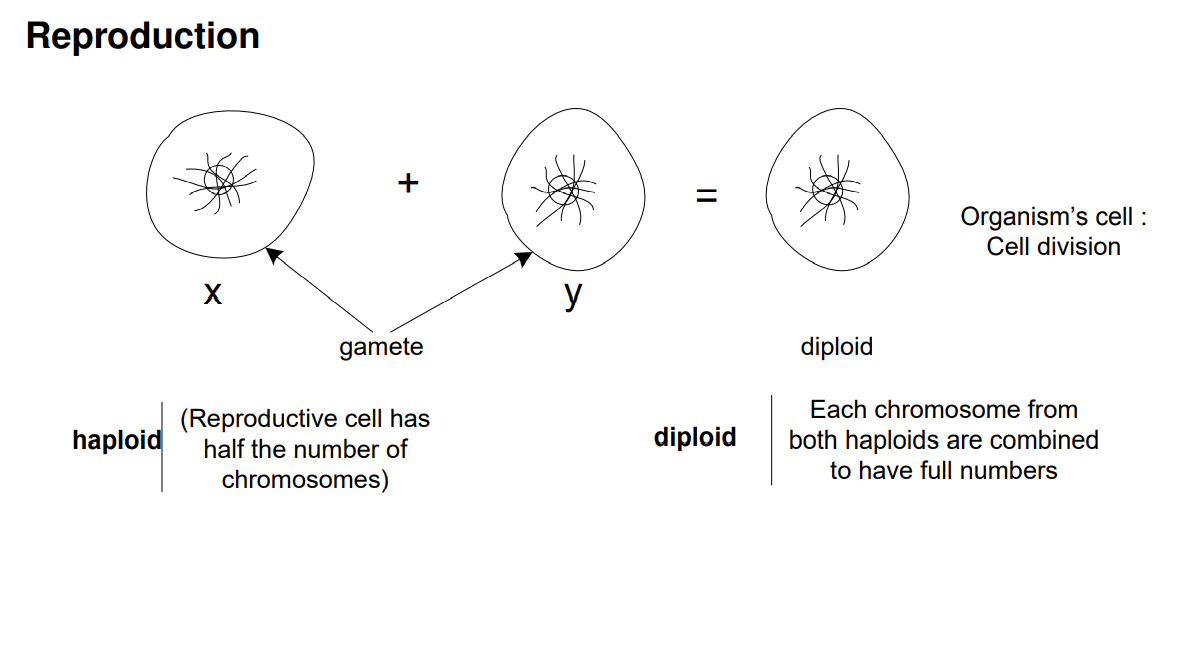 Reproduction
+
=
Organism's cell :
Cell division
x
y
gamete
diploid
haploid
(Reproductive cell has
half the number of
chromosomes)
diploid
Each chromosome from
both haploids are combined
to have full numbers